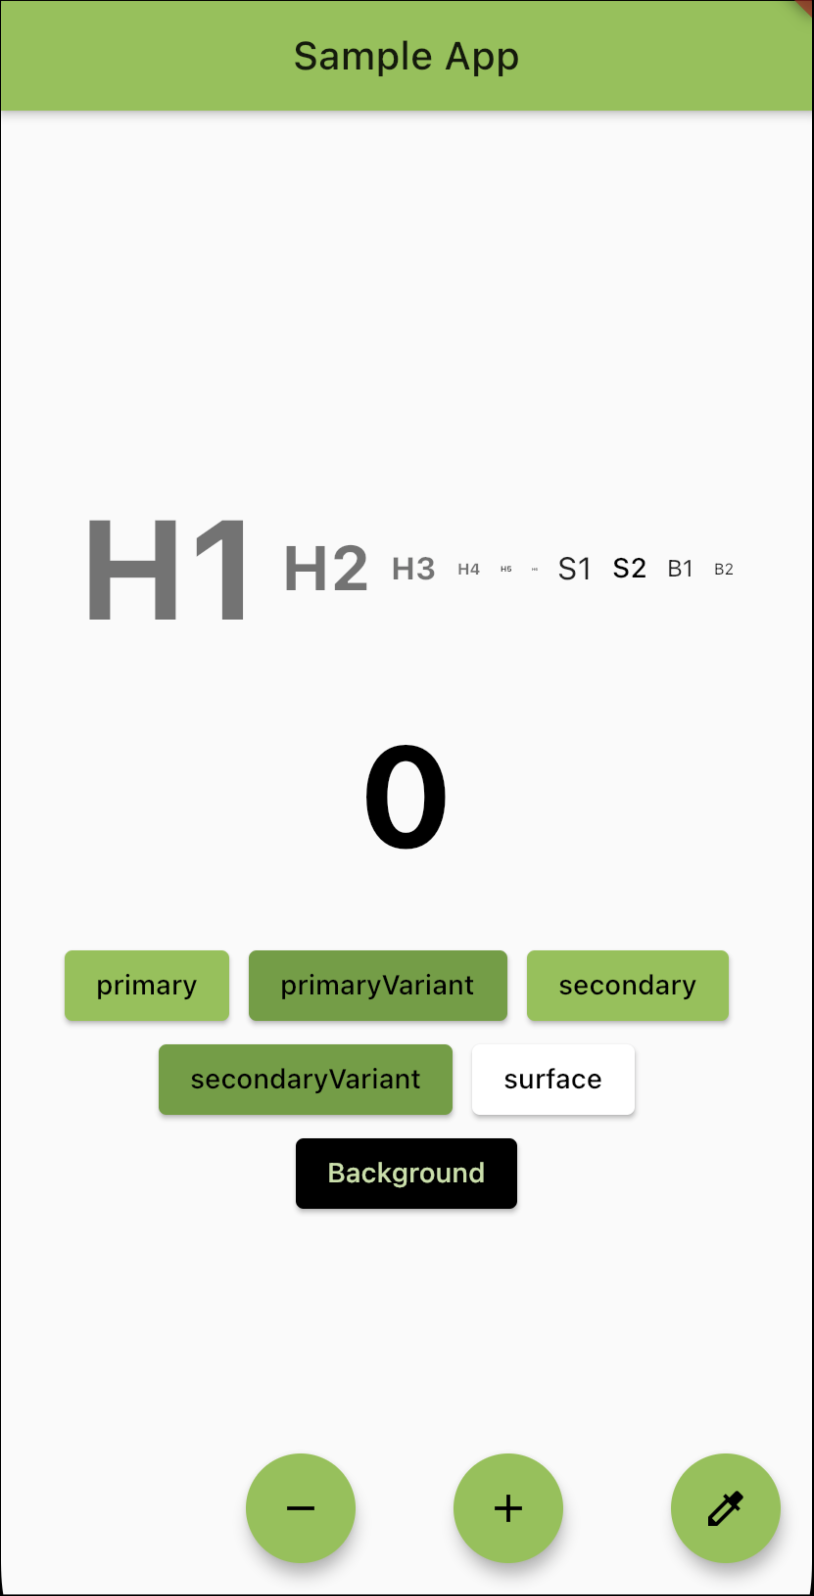 Sample App
H1 H2 H3 H4 H5 S1 S2 B1 B2
0
primary primaryVariant secondary
secondaryVariant surface
Background